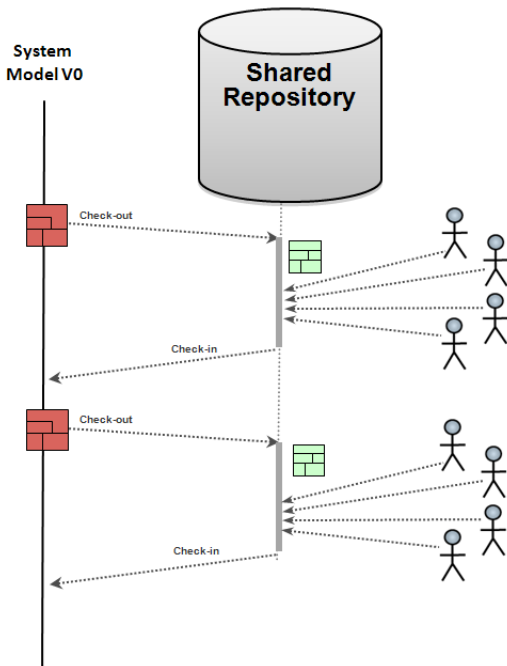 System
Model V0
Shared
Repository
Check-out
Check-in
Check-out
Check-in